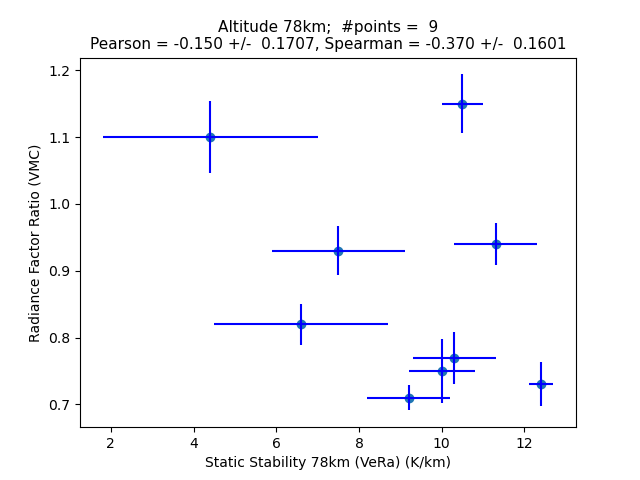 Altitude 78km;  #points =  9
Pearson = -0.150 +/-  0.1707, Spearman = -0.370 +/-  0.1601
1.2
1.1
1.0
0.9
0.8
0.7
Radiance Factor Ratio (VMC)
2 4 6 8 10 12
Static Stability 78km (VeRa) (K/km)